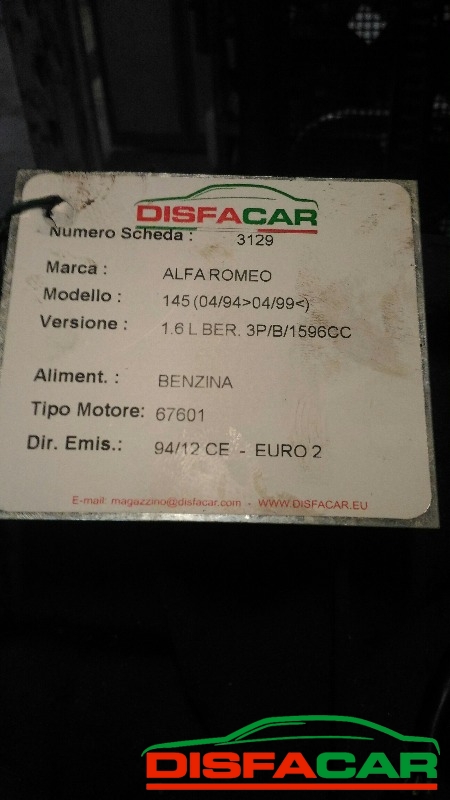 DISFACAR
Numero Scheda : 3129
Marca : ALFA ROMEO
Modello : 145 (04/94>04/99<)
Versione : 1.6 L BER. 3P/B/1596CC
Aliment. : BENZINA
Tipo Motore: 67601
Dir. Emis.: 94/12 CE - EURO 2
E-mail: magazzino@disfacar.com - WWW.DISFACAR.EU
DISFACAR